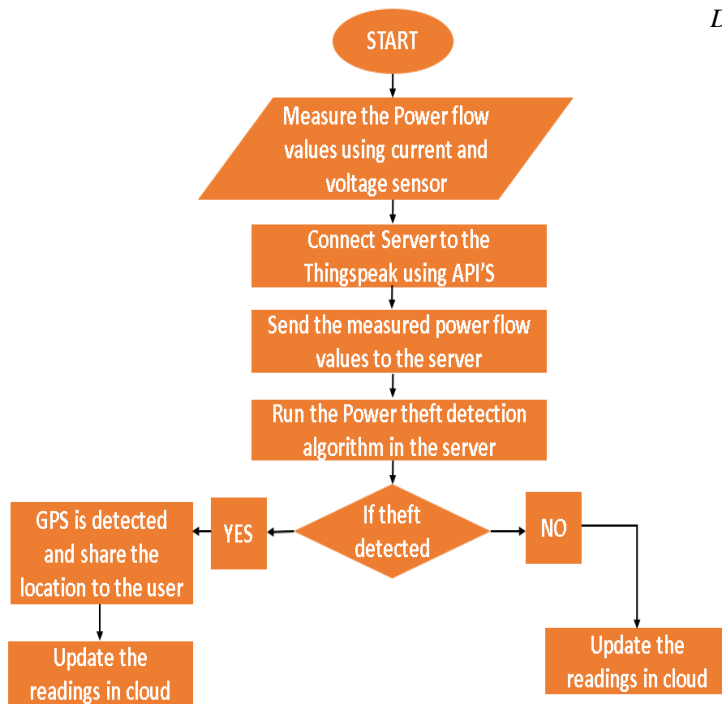 D
START
Measure the Power flow
values using current and
voltage sensor
Connect Server to the
Thingspeak using API'S
Send the measured power flow
values to the server
Run the Power theft detection
algorithm in the server
If theft
detected
YES
NO
GPS is detected
and share the
location to the user
Update the
readings in cloud
Update the
readings in cloud